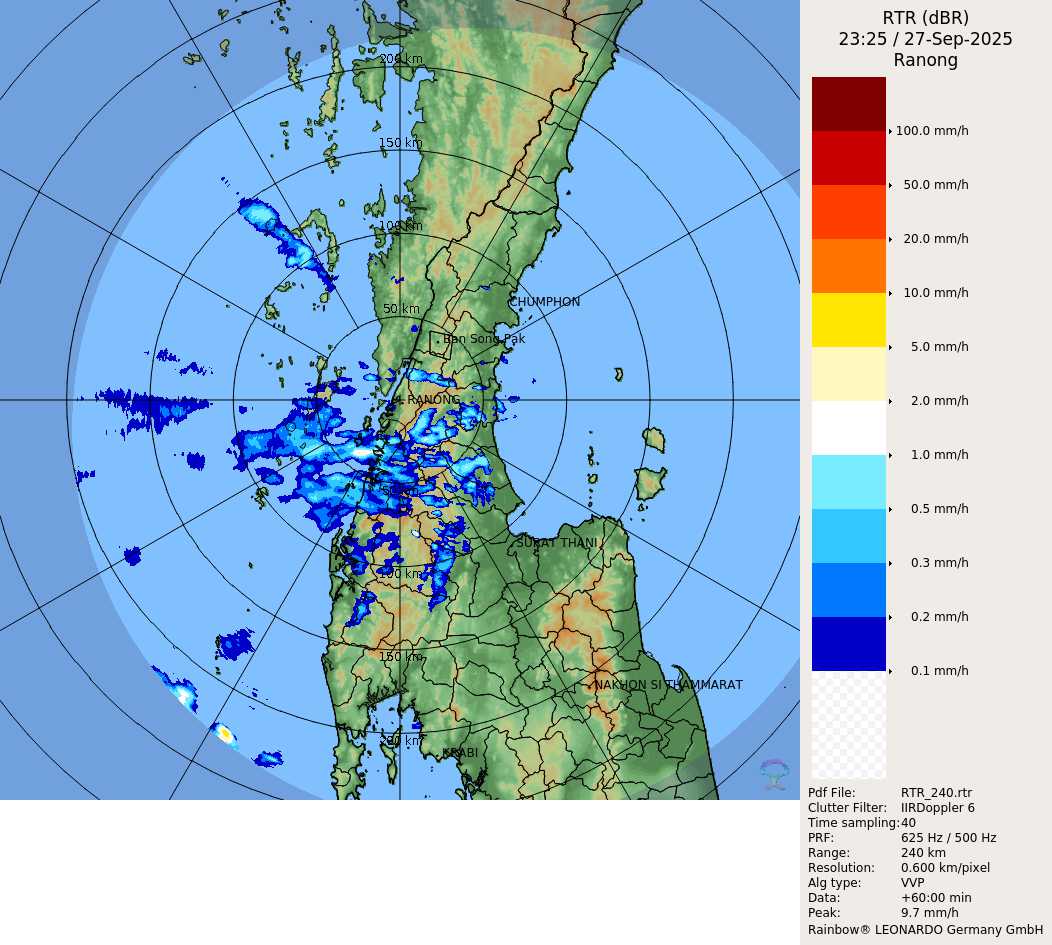 RTR (dBR)
23:25 / 27-Sep-2025
Ranong
200 km
150 km
100 km
50 km
CHUMPHON
Ban Song Pak
RANONG
50 km
SURAT THANI
100 km
150 km
NAKHON SI THAMMARAT
200 km
KRABI
100.0 mm/h
50.0 mm/h
20.0 mm/h
10.0 mm/h
5.0 mm/h
2.0 mm/h
1.0 mm/h
0.5 mm/h
0.3 mm/h
0.2 mm/h
0.1 mm/h
Pdf File: RTR_240.rtr
Clutter Filter: IIRDoppler 6
Time sampling:40
PRF: 625 Hz / 500 Hz
Range: 240 km
Resolution: 0.600 km/pixel
Alg type: VVP
Data: +60:00 min
Peak: 9.7 mm/h
Rainbow® LEONARDO Germany GmbH